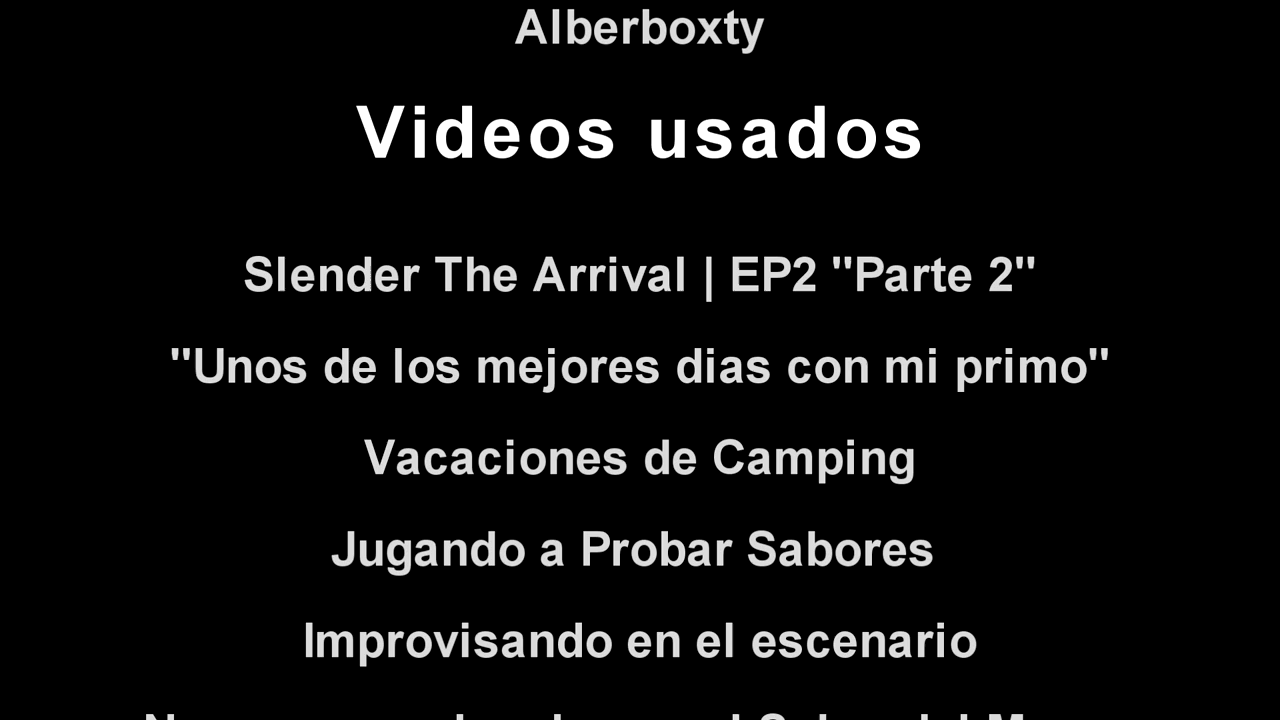 Alberboxty
Videos usados
Slender The Arrival | EP2 "Parte 2"
"Unos de los mejores dias con mi primo"
Vacaciones de Camping
Jugando a Probar Sabores
Improvisando en el escenario